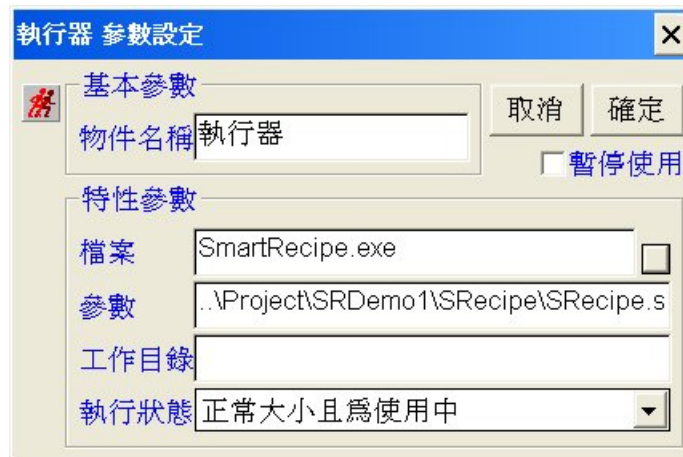 執行器 參數設定
基本參數
物件名稱 執行器
取消 確定
暫停使用
特性參數
檔案 SmartRecipe.exe
參數 ..\Project\SRDemo1\SRecipe\SRecipe.s
工作目錄
執行狀態 正常大小且爲使用中